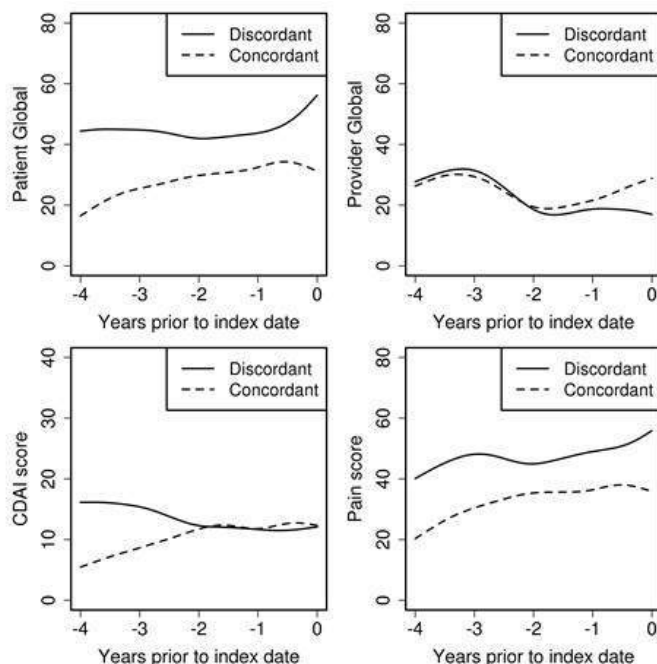 Discordant
Concordant
Patient Global
0 20 40 60 80
-4 -3 -2 -1 0
Years prior to index date
Discordant
Concordant
Provider Global
0 20 40 60 80
-4 -3 -2 -1 0
Years prior to index date
Discordant
Concordant
CDAI score
0 10 20 30 40
-4 -3 -2 -1 0
Years prior to index date
Discordant
Concordant
Pain score
0 20 40 60 80
-4 -3 -2 -1 0
Years prior to index date